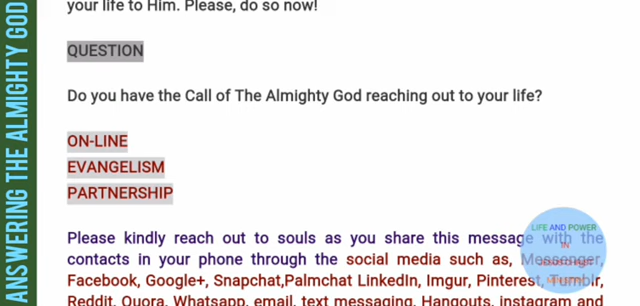 ANSWERING THE ALMIGHTY GOD
your life to Him. Please, do so now!
QUESTION
Do you have the Call of The Almighty God reaching out to your life?
ON-LINE
EVANGELISM
PARTNERSHIP
Please kindly reach out to souls as you share this message with the
contacts in your phone through the social media such as, Messenger,
Facebook, Google+, Snapchat,Palmchat LinkedIn, Imgur, Pinterest, Tumblr,
Reddit, Quora, Whatsapp, email, text messaging, Hangouts, instagram and
LIFE AND POWER
IN
JESUS CHRIST